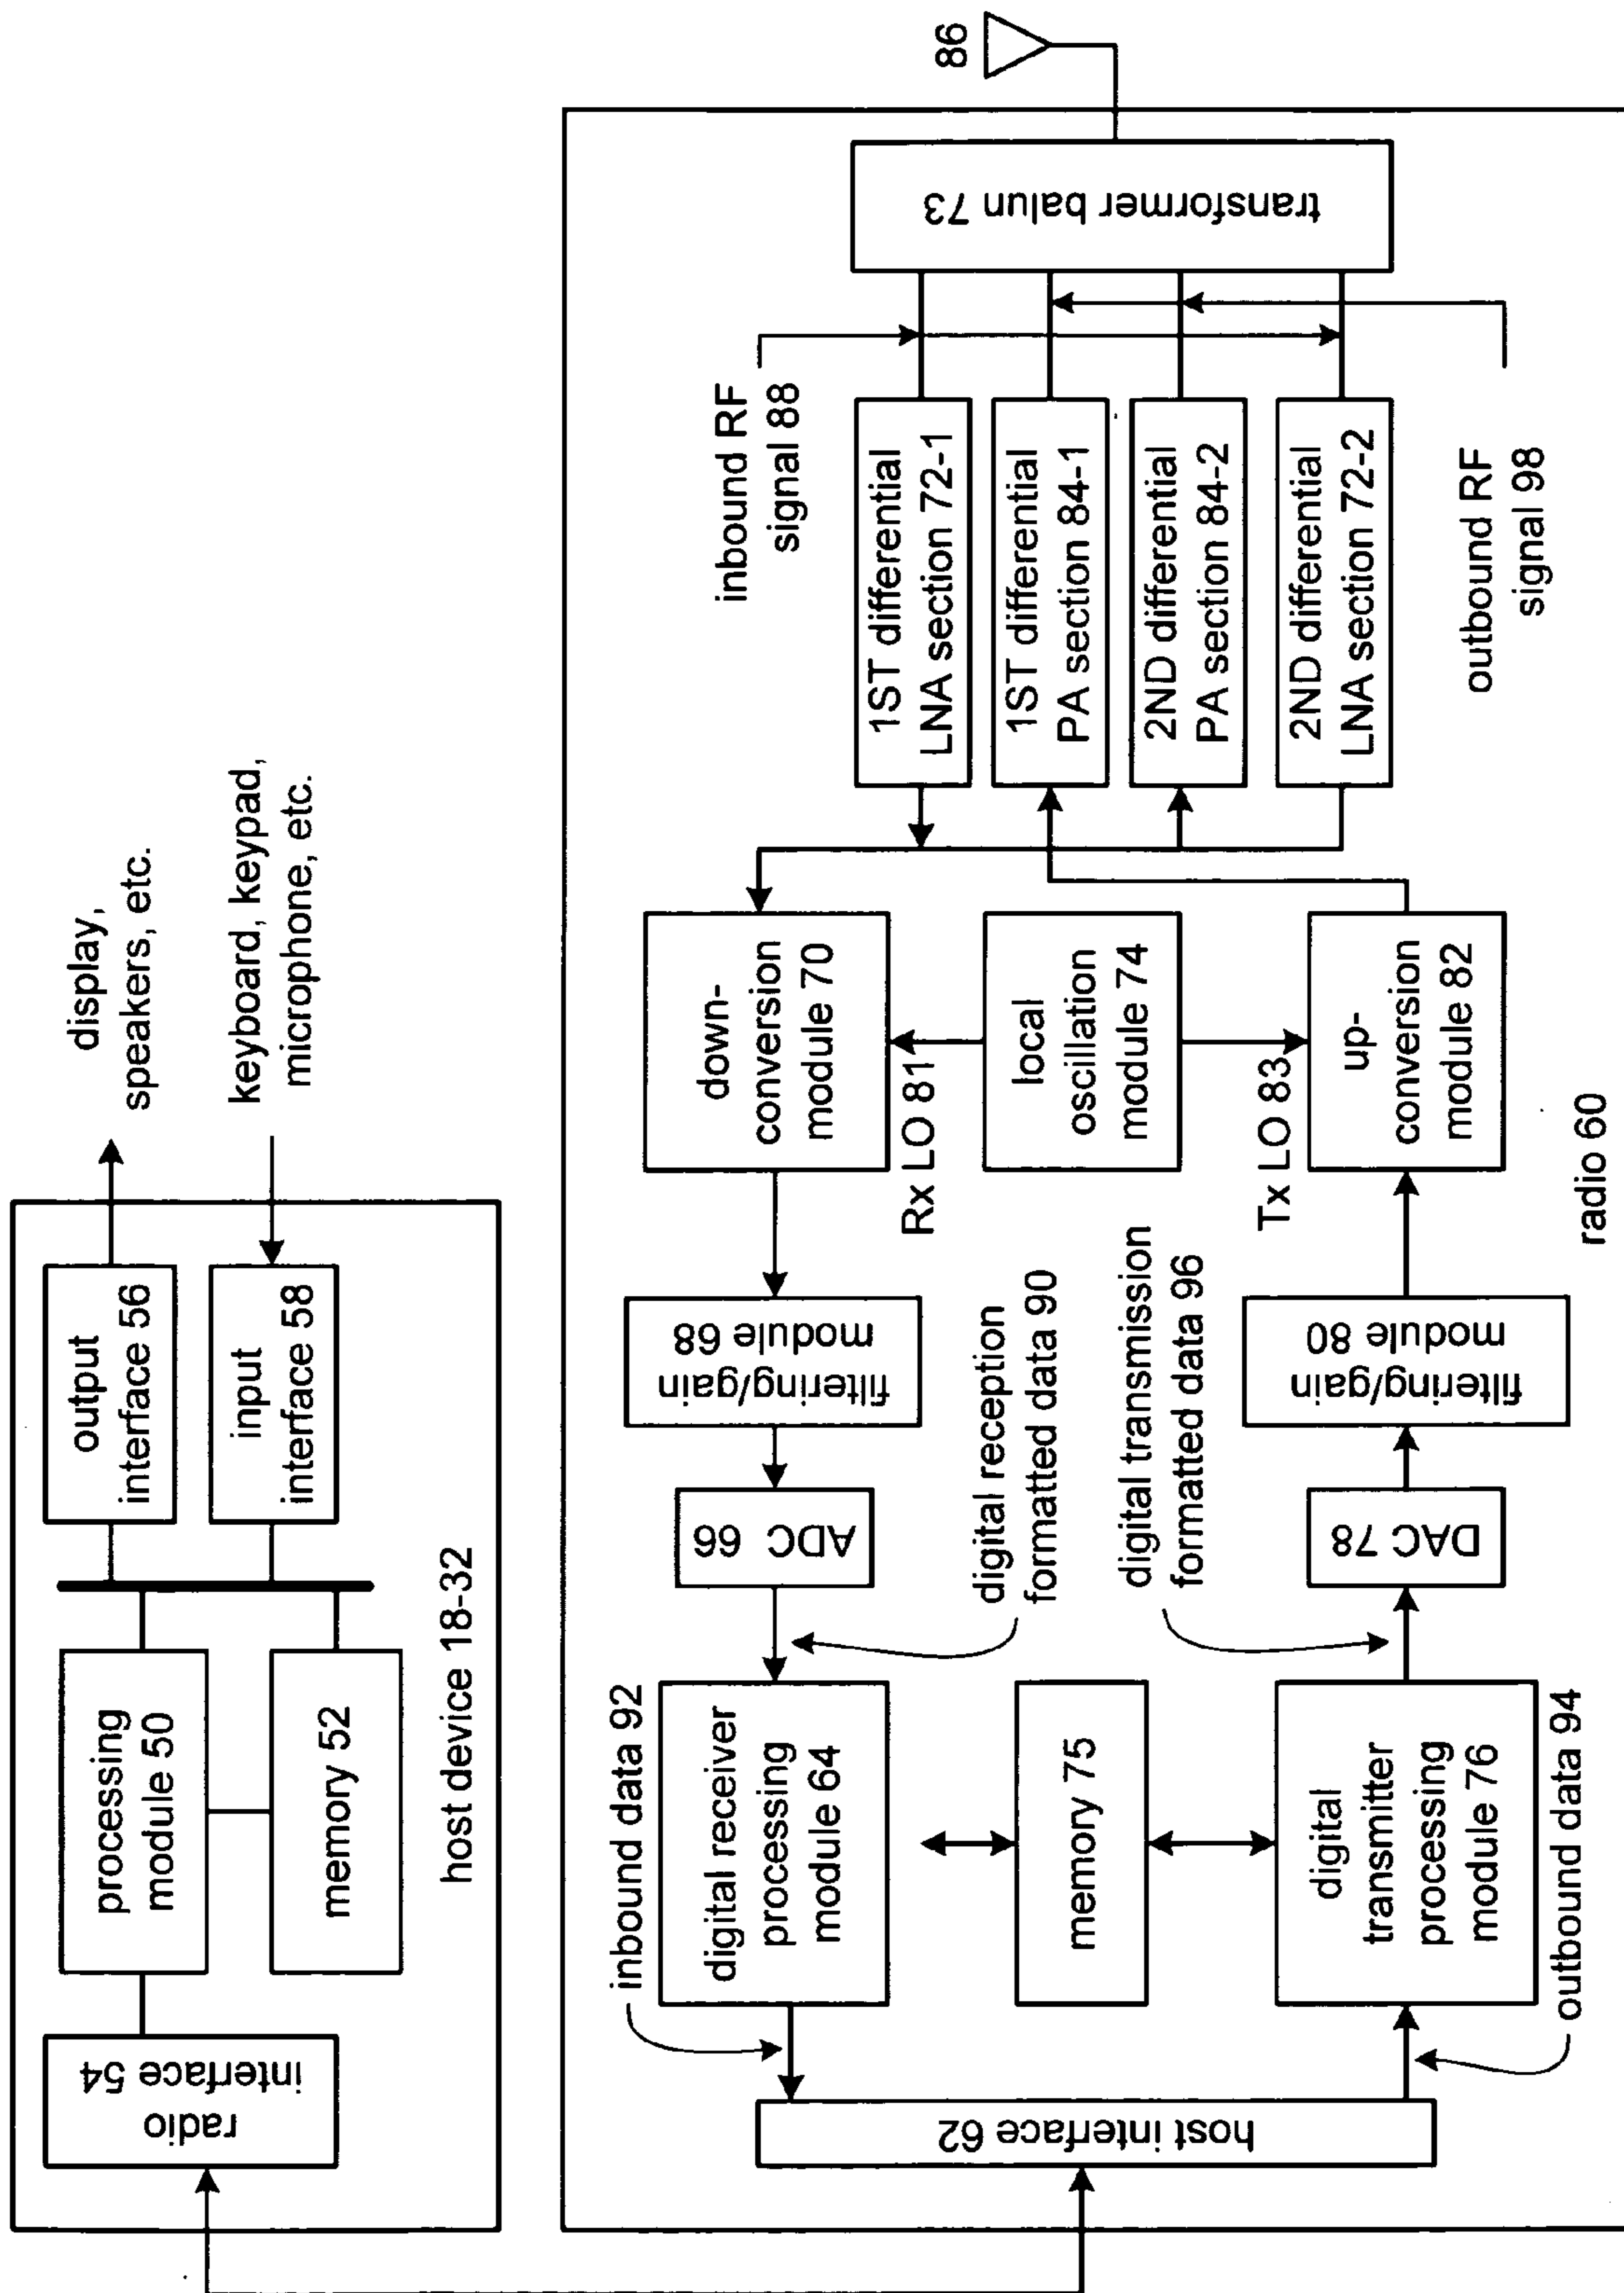 radio
interface 54
processing
module 50
memory 52
output
interface 56
input
interface 58
display,
speakers, etc.
keyboard, keypad,
microphone, etc.
host device 18-32
host interface 62
inbound data 92
digital receiver
processing
module 64
memory 75
digital
transmitter
processing
module 76
outbound data 94
ADC 66
digital reception
formatted data 90
digital transmission
formatted data 96
DAC 78
filtering/gain
module 68
filtering/gain
module 80
down-
conversion
module 70
Rx LO 81
local
oscillation
module 74
Tx LO 83
up-
conversion
module 82
radio 60
inbound RF
signal 88
1ST differential
LNA section 72-1
1ST differential
PA section 84-1
2ND differential
PA section 84-2
2ND differential
LNA section 72-2
outbound RF
signal 98
transformer balun 73
86